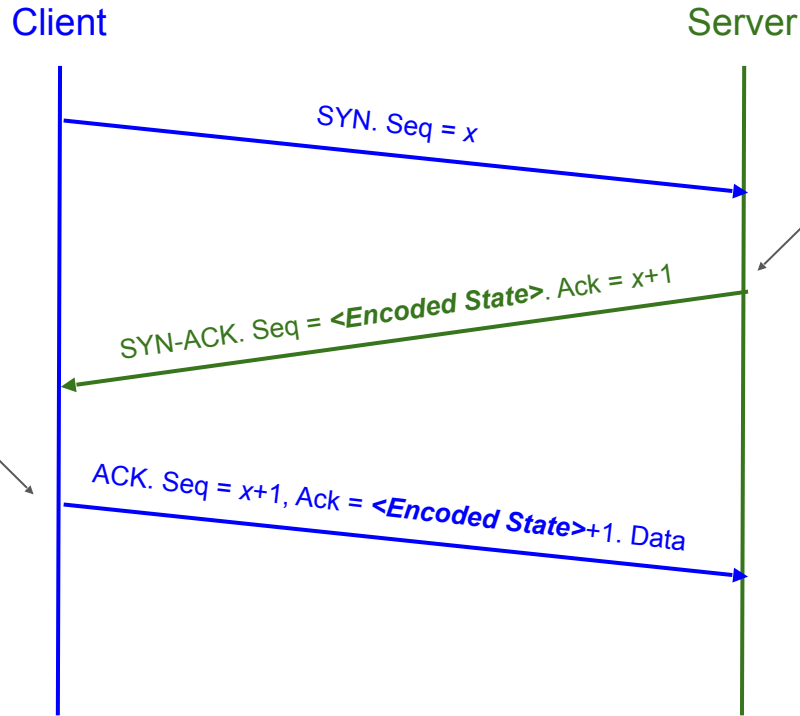 Client
Server
SYN. Seq = x
SYN-ACK. Seq = <Encoded State>. Ack = x+1
ACK. Seq = x+1, Ack = <Encoded State>+1. Data